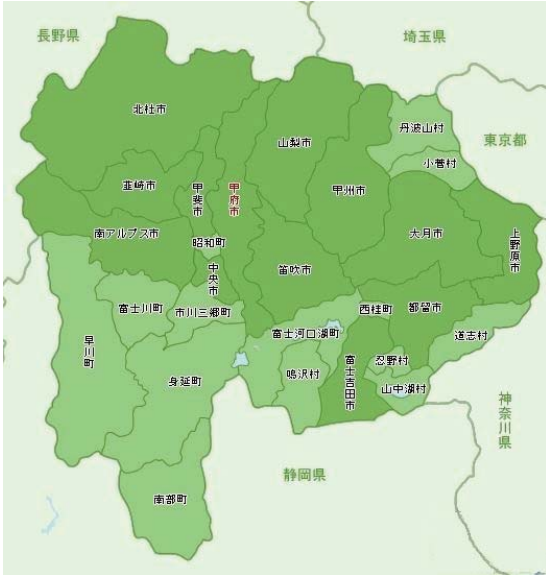 長野県
埼玉県
北杜市
丹波山村
東京都
山梨市
小菅村
韮崎市
甲斐市
甲府市
甲州市
南アルプス市
昭和町
大月市
上野原市
中央市
笛吹市
富士川町
市川三郷町
西桂町
都留市
早川町
富士河口湖町
道志村
身延町
鳴沢村
富士吉田市
忍野村
山中湖村
神奈川県
静岡県
南部町